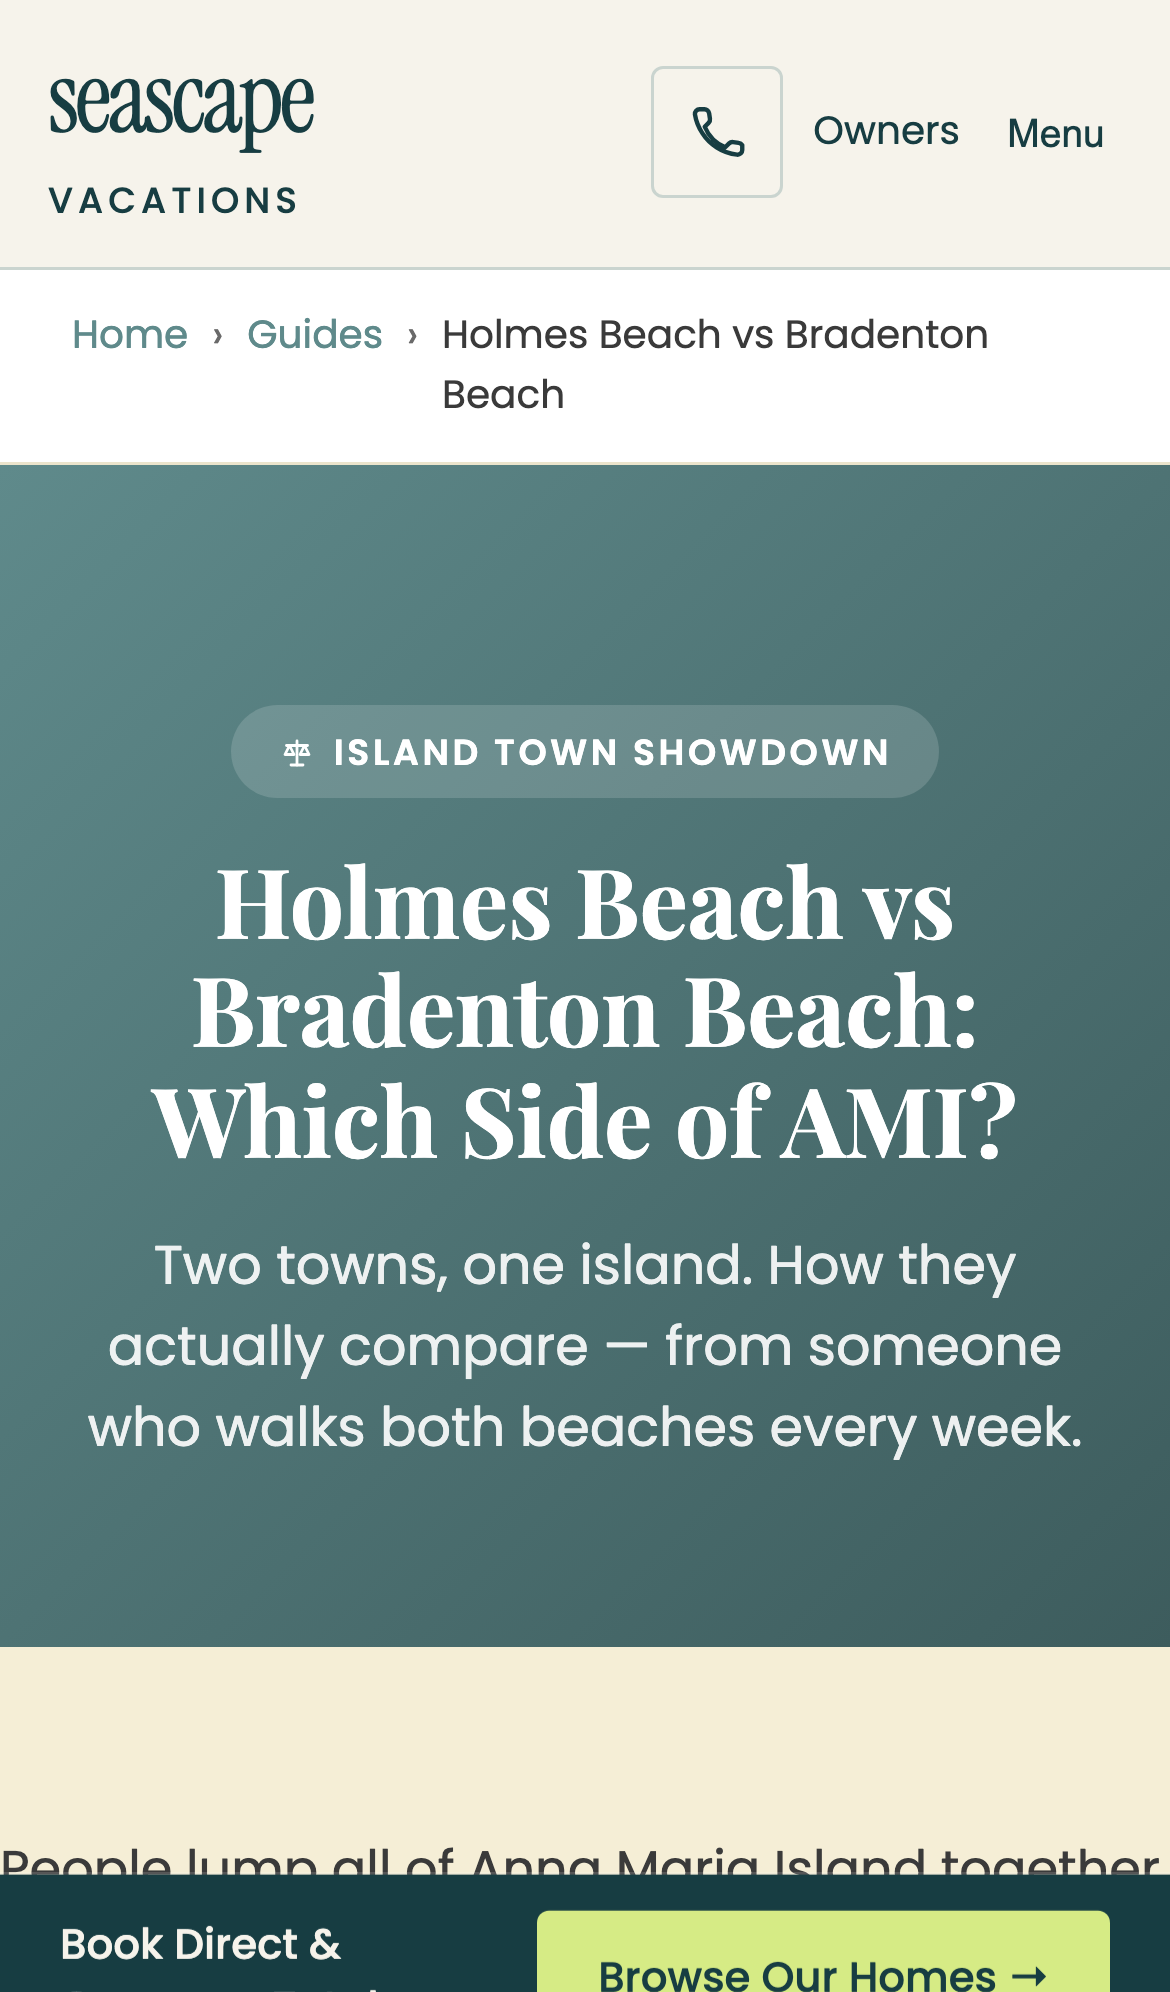 seascape
VACATIONS
Owners
Menu
Home › Guides › Holmes Beach vs Bradenton
Beach
ISLAND TOWN SHOWDOWN
Holmes Beach vs
Bradenton Beach:
Which Side of AMI?
Two towns, one island. How they
actually compare — from someone
who walks both beaches every week.
People lump all of Anna Maria Island together
Book Direct &
Browse Our Homes →